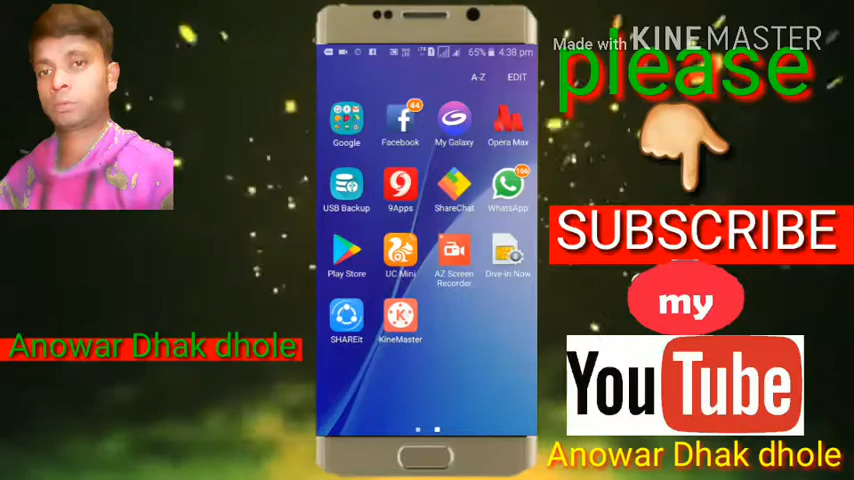 Made with KINEMASTER
please
SUBSCRIBE
my
YouTube
Anowar Dhak dhole
Anowar Dhak dhole
65% 4:38 pm
A-Z EDIT
44
Google Facebook My Galaxy Opera Max
166
USB Backup 9Apps ShareChat WhatsApp
Play Store UC Mini AZ Screen Recorder Dive-in Now
SHAREit KineMaster